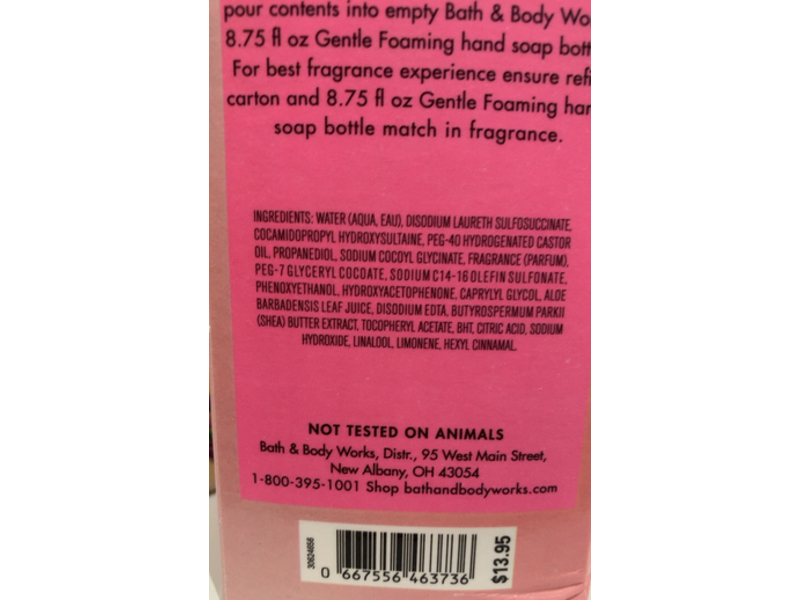 pour contents into empty Bath & Body Wo
8.75 fl oz Gentle Foaming hand soap bott
For best fragrance experience ensure refi
carton and 8.75 fl oz Gentle Foaming har
soap bottle match in fragrance.
INGREDIENTS: WATER (AQUA, EAU), DISODIUM LAURETH SULFOSUCCINATE,
COCAMIDOPROPYL HYDROXYSULTAINE, PEG-40 HYDROGENATED CASTOR
OIL, PROPANEDIOL, SODIUM COCOYL GLYCINATE, FRAGRANCE (PARFUM),
PEG-7 GLYCERYL COCOATE, SODIUM C14-16 OLEFIN SULFONATE,
PHENOXYETHANOL, HYDROXYACETOPHENONE, CAPRYLYL GLYCOL, ALOE
BARBADENSIS LEAF JUICE, DISODIUM EDTA, BUTYROSPERMUM PARKII
(SHEA) BUTTER EXTRACT, TOCOPHERYL ACETATE, BHT, CITRIC ACID, SODIUM
HYDROXIDE, LINALOOL, LIMONENE, HEXYL CINNAMAL.
NOT TESTED ON ANIMALS
Bath & Body Works, Distr., 95 West Main Street,
New Albany, OH 43054
1-800-395-1001 Shop bathandbodyworks.com
30624656
0 667556 463736
$13.95